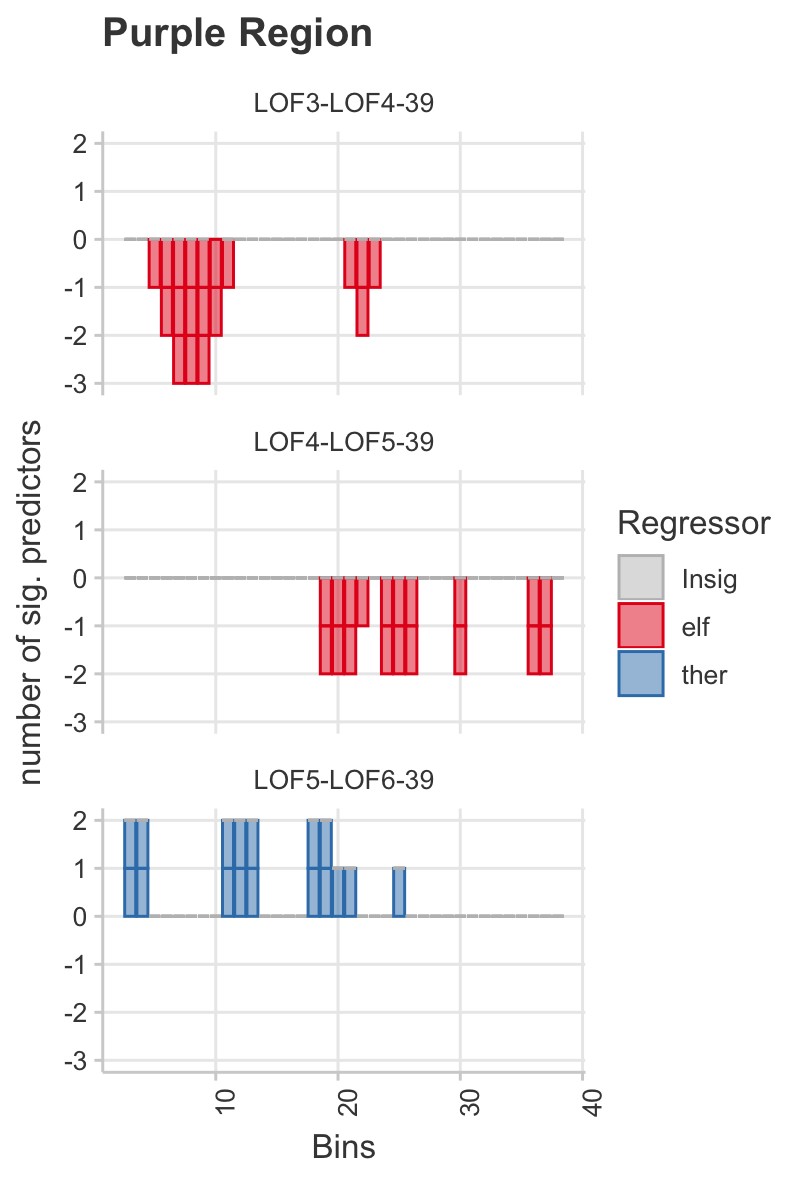 Purple Region
LOF3-LOF4-39
2
1
0
-1
-2
-3
LOF4-LOF5-39
2
1
0
-1
-2
-3
LOF5-LOF6-39
2
1
0
-1
-2
-3
10
20
30
40
Bins
number of sig. predictors
Regressor
Insig
elf
ther